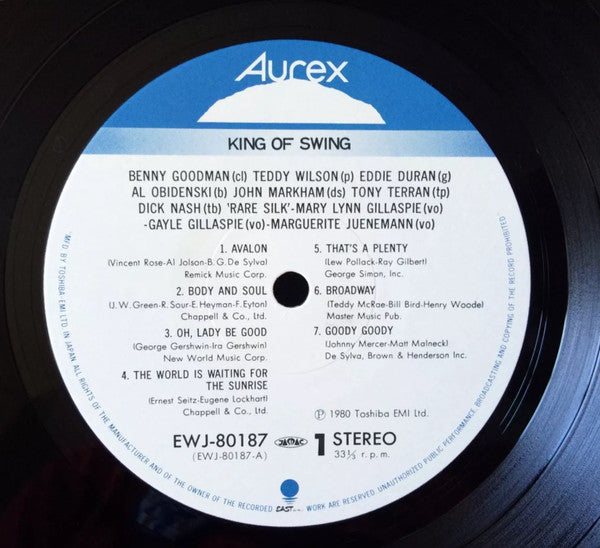 Aurex
KING OF SWING
BENNY GOODMAN (cl) TEDDY WILSON (p) EDDIE DURAN (g)
AL OBIDENSKI (b) JOHN MARKHAM (ds) TONY TERRAN (tp)
DICK NASH (tb) 'RARE SILK'-MARY LYNN GILLASPIE (vo)
-GAYLE GILLASPIE (vo)-MARGUERITE JUENEMANN (vo)
1. AVALON
(Vincent Rose-Al Jolson-B. G. De Sylva)
Remick Music Corp.
2. BODY AND SOUL
(J. W. Green-R. Sour-E. Heyman-F. Eyton)
Chappell & Co., Ltd.
3. OH, LADY BE GOOD
(George Gershwin-Ira Gershwin)
New World Music Corp.
4. THE WORLD IS WAITING FOR
THE SUNRISE
(Ernest Seitz-Eugene Lockhart)
Chappell & Co., Ltd.
5. THAT'S A PLENTY
(Lew Pollack-Ray Gilbert)
George Simon, Inc.
6. BROADWAY
(Teddy McRae-Bill Bird-Henry Woode)
Master Music Pub.
7. GOODY GOODY
(Johnny Mercer-Matt Malneck)
De Sylva, Brown & Henderson Inc.
Ⓟ 1980 Toshiba EMI Ltd.
EWJ-80187 JASRAC 1 STEREO
(EWJ-80187-A) 33⅓ r.p.m.
EAST
MF'D BY TOSHIBA-EMI LTD IN JAPAN ALL RIGHTS OF THE MANUFACTURER AND OF THE OWNER OF THE RECORDED WORK ARE RESERVED. UNAUTHORIZED PUBLIC PERFORMANCE, BROADCASTING AND COPYING OF THE RECORD PROHIBITED